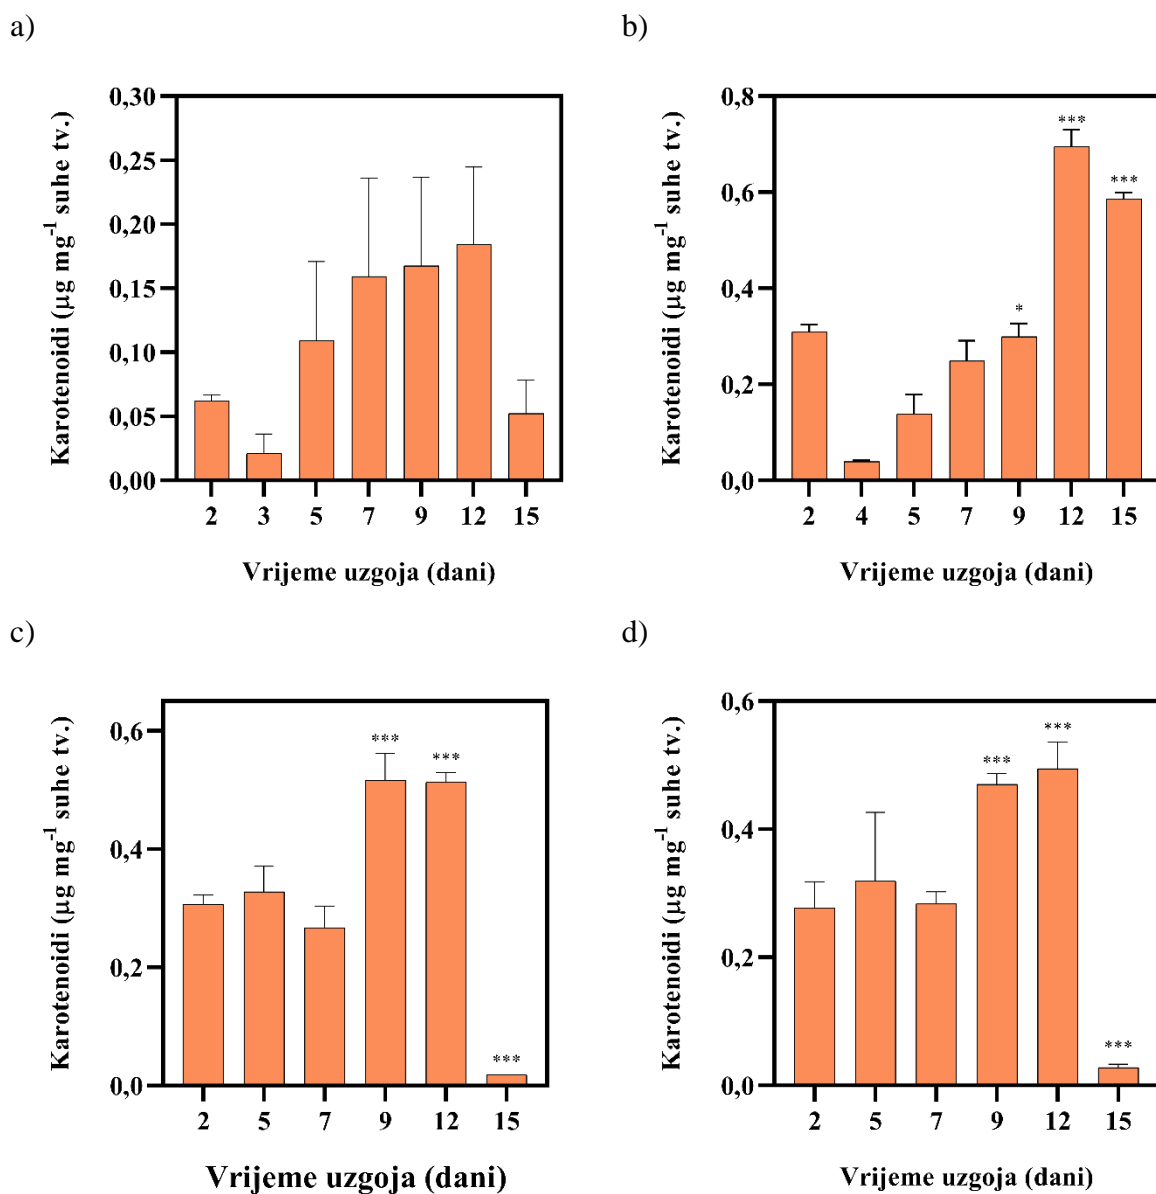 a)
Karotenoidi (µg mg⁻¹ suhe tv.)
0,30
0,25
0,20
0,15
0,10
0,05
0,00
2 3 5 7 9 12 15
Vrijeme uzgoja (dani)
b)
Karotenoidi (µg mg⁻¹ suhe tv.)
0,8
0,6
0,4
0,2
0,0
*
***
***
2 4 5 7 9 12 15
Vrijeme uzgoja (dani)
c)
Karotenoidi (µg mg⁻¹ suhe tv.)
0,6
0,4
0,2
0,0
***
***
***
2 5 7 9 12 15
Vrijeme uzgoja (dani)
d)
Karotenoidi (µg mg⁻¹ suhe tv.)
0,6
0,4
0,2
0,0
***
***
***
2 5 7 9 12 15
Vrijeme uzgoja (dani)